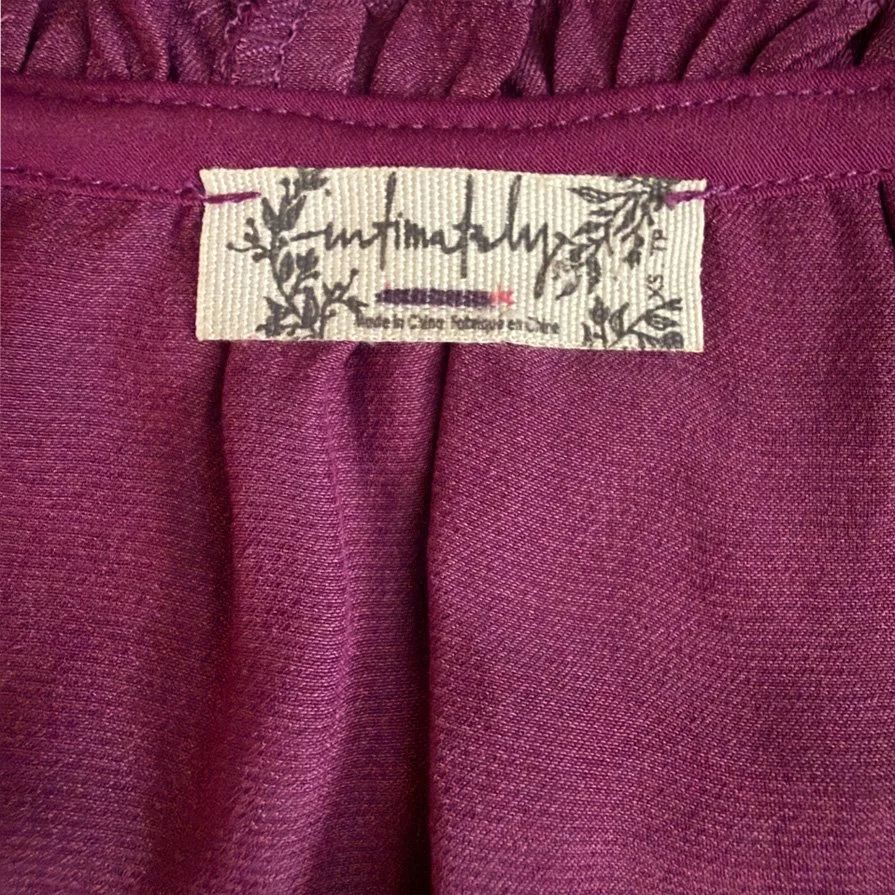 intimately
Made in China Fabriqué en Chine
XS TP